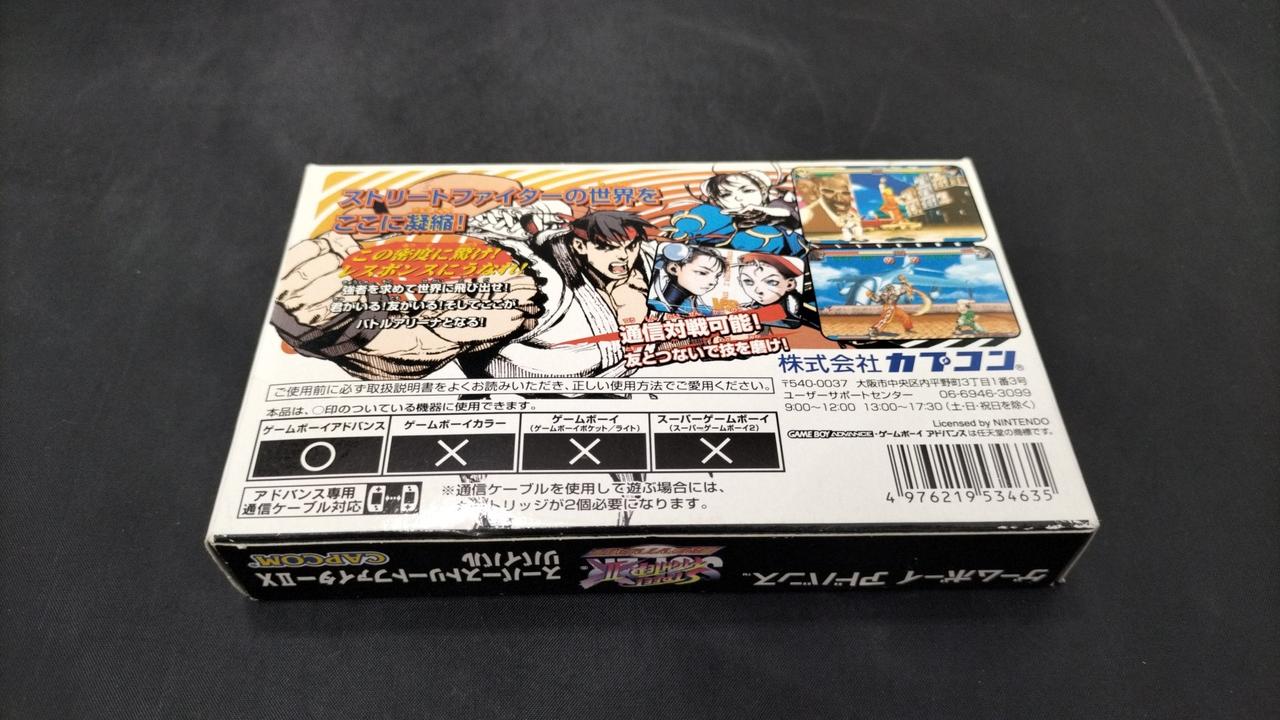 ストリートファイターの世界を
ここに凝縮!
この密度に驚け!
レスポンスにうなれ!
強者を求めて世界に飛び出せ!
君がいる!友がいる!そしてここが
バトルアリーナとなる!
VS
通信対戦可能!
友とつないで技を磨け!
株式会社カプコン®
〒540-0037 大阪市中央区内平野町3丁目1番3号
ユーザーサポートセンター 06-6946-3099
9:00〜12:00 13:00〜17:30 (土・日・祝日を除く)
Licensed by NINTENDO
GAME BOY ADVANCE・ゲームボーイ アドバンスは任天堂の商標です。
4 976219 534635
ご使用前に必ず取扱説明書をよくお読みいただき、正しい使用方法でご愛用ください。
本品は、○印のついている機器に使用できます。
ゲームボーイアドバンス
ゲームボーイカラー
ゲームボーイ
(ゲームボーイポケット/ライト)
スーパーゲームボーイ
(スーパーゲームボーイ2)
○ × × ×
アドバンス専用
通信ケーブル対応
※通信ケーブルを使用して遊ぶ場合には、
カートリッジが2個必要になります。
ゲームボーイ アドバンス™
SUPER STREET FIGHTER II X
スーパーストリートファイターII X
リバイバル
CAPCOM